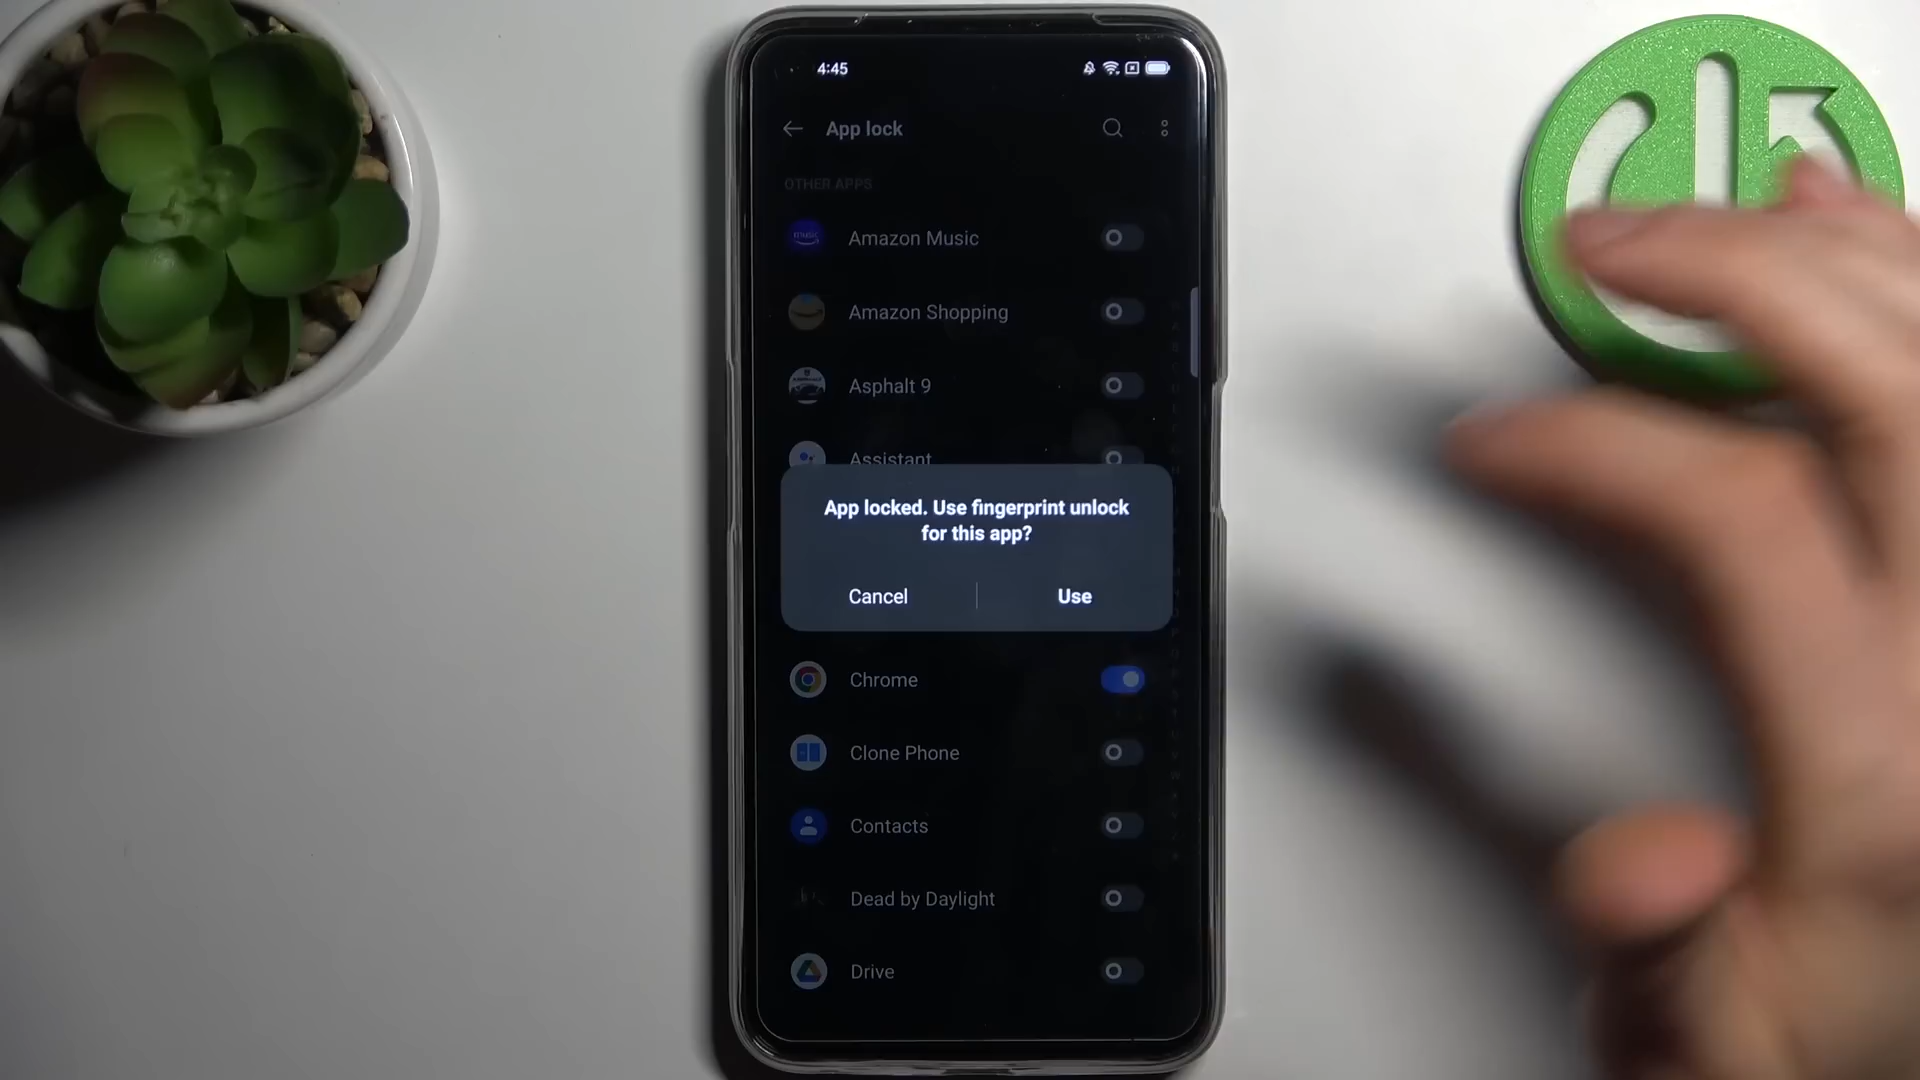 4:45
App lock
OTHER APPS
music
Amazon Music
Amazon Shopping
Asphalt 9
Assistant
App locked. Use fingerprint unlock
for this app?
Cancel
Use
Chrome
Clone Phone
Contacts
Dead by Daylight
Drive